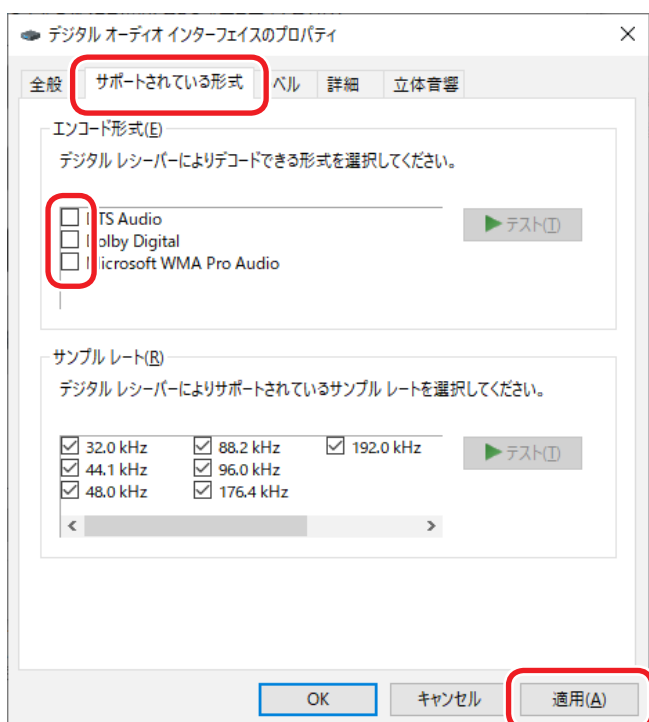 デジタル オーディオ インターフェイスのプロパティ
全般 サポートされている形式 ベル 詳細 立体音響
エンコード形式(E)
デジタル レシーバーによりデコードできる形式を選択してください。
TS Audio
olby Digital
icrosoft WMA Pro Audio
テスト(T)
サンプル レート(R)
デジタル レシーバーによりサポートされているサンプル レートを選択してください。
32.0 kHz 88.2 kHz 192.0 kHz
44.1 kHz 96.0 kHz
48.0 kHz 176.4 kHz
テスト(T)
OK キャンセル 適用(A)